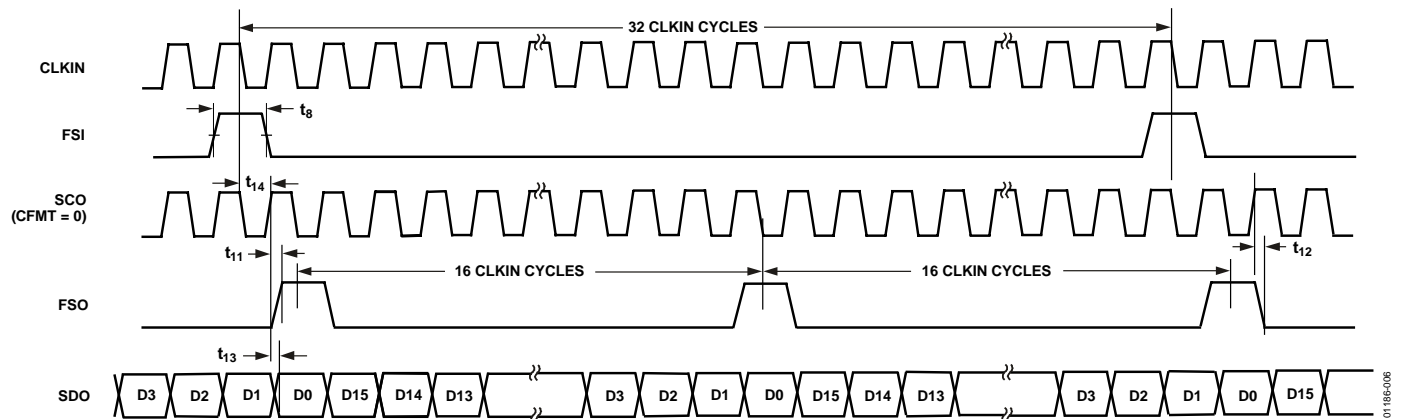 32 CLKIN CYCLES
CLKIN
t8
FSI
t14
SCO
(CFMT = 0)
t11
t12
16 CLKIN CYCLES 16 CLKIN CYCLES
FSO
t13
SDO D3 D2 D1 D0 D15 D14 D13 D3 D2 D1 D0 D15 D14 D13 D3 D2 D1 D0 D15
01186-006